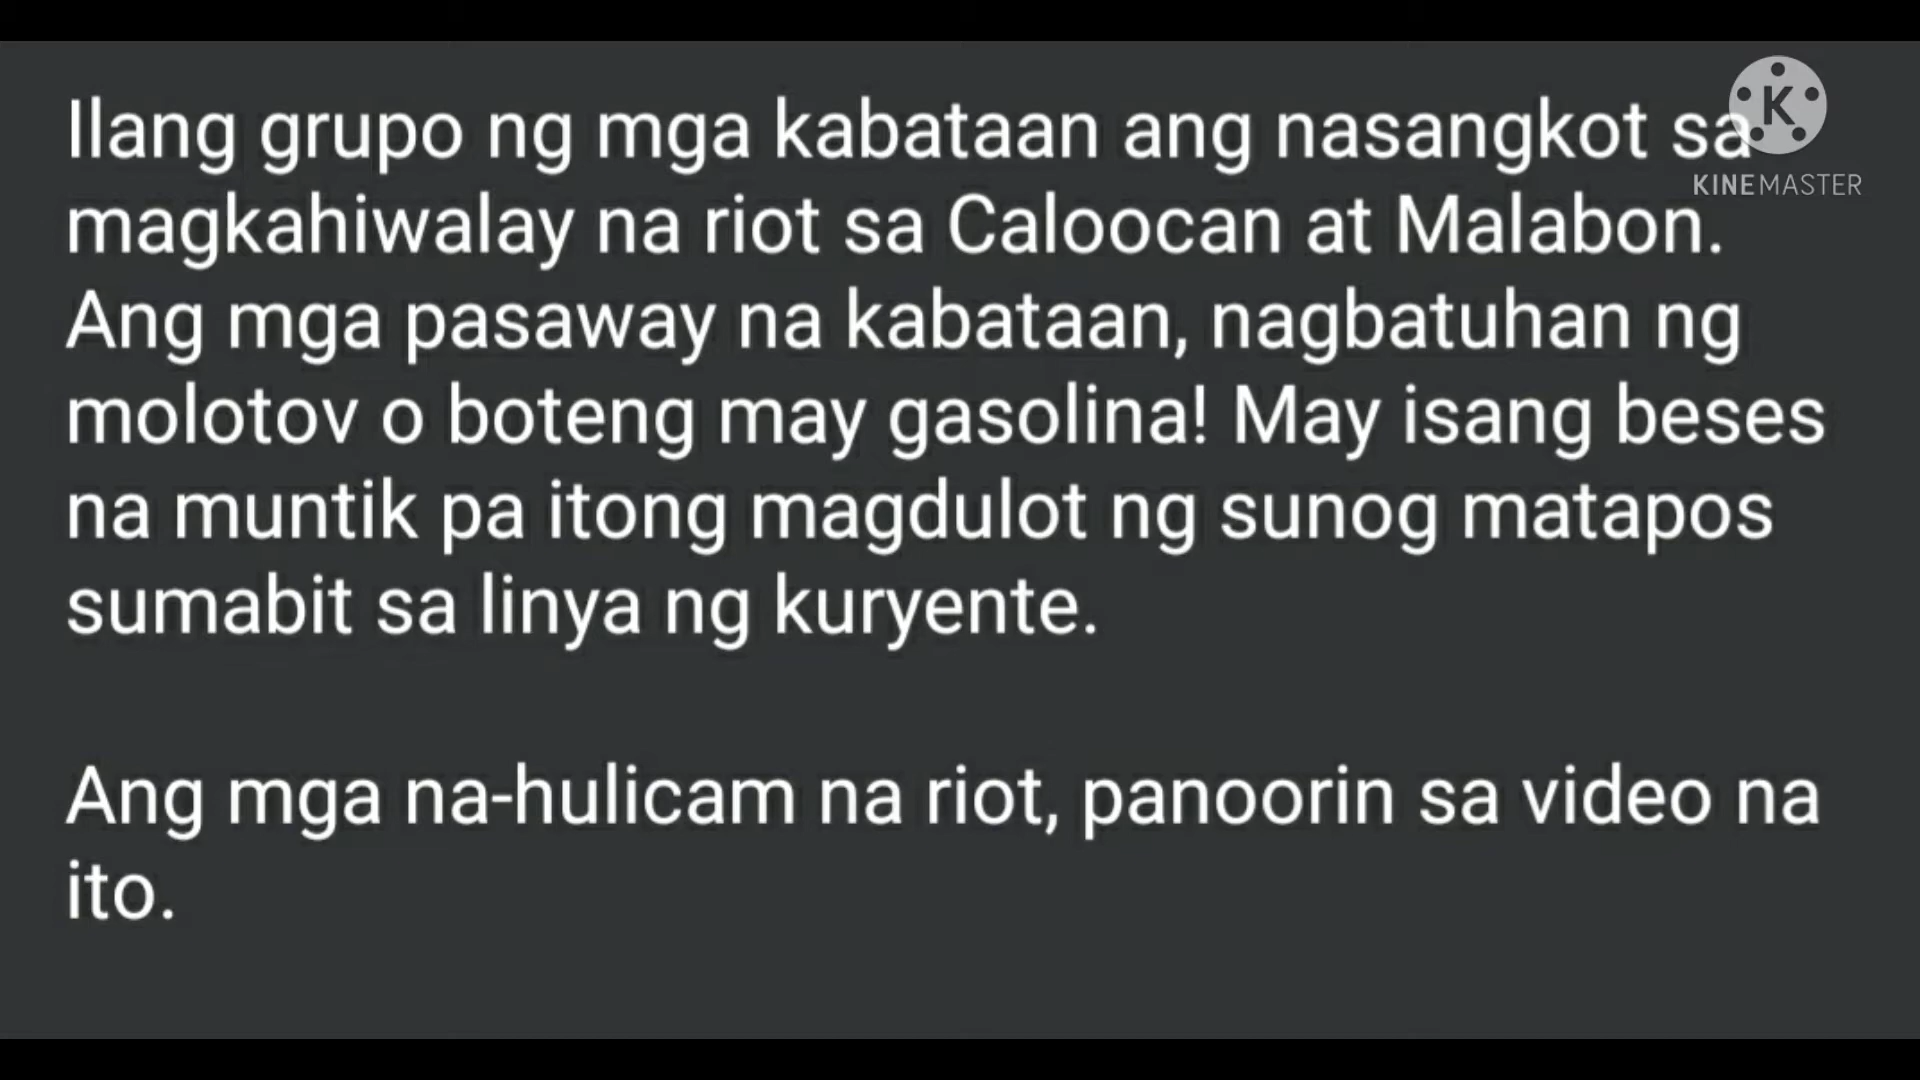 Ilang grupo ng mga kabataan ang nasangkot sa
magkahiwalay na riot sa Caloocan at Malabon.
Ang mga pasaway na kabataan, nagbatuhan ng
molotov o boteng may gasolina! May isang beses
na muntik pa itong magdulot ng sunog matapos
sumabit sa linya ng kuryente.
Ang mga na-hulicam na riot, panoorin sa video na
ito.
K
KINEMASTER